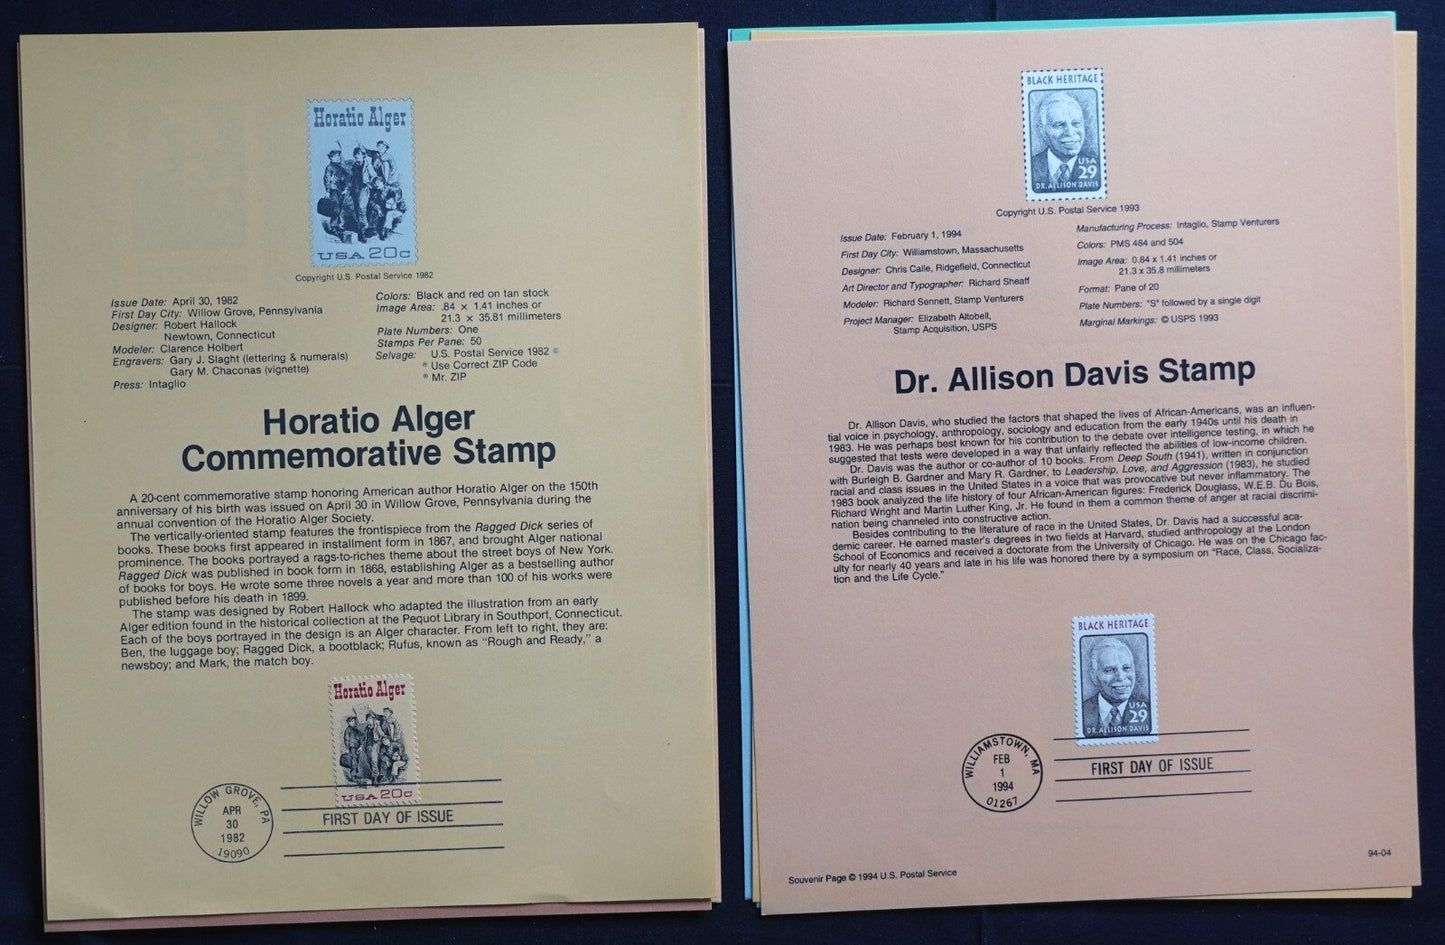 Horatio Alger
USA 20c
Copyright U.S. Postal Service 1982
Issue Date: April 30, 1982
First Day City: Willow Grove, Pennsylvania
Designer: Robert Hallock
Newtown, Connecticut
Modeler: Clarence Holbert
Engravers: Gary J. Slaght (lettering & numerals)
Gary M. Chaconas (vignette)
Press: Intaglio
Colors: Black and red on tan stock
Image Area: .84 × 1.41 inches or
21.3 × 35.81 millimeters
Plate Numbers: One
Stamps Per Pane: 50
Selvage: U.S. Postal Service 1982 ©
® Use Correct ZIP Code
® Mr. ZIP
Horatio Alger
Commemorative Stamp
A 20-cent commemorative stamp honoring American author Horatio Alger on the 150th
anniversary of his birth was issued on April 30 in Willow Grove, Pennsylvania during the
annual convention of the Horatio Alger Society.
The vertically-oriented stamp features the frontispiece from the Ragged Dick series of
books. These books first appeared in installment form in 1867, and brought Alger national
prominence. The books portrayed a rags-to-riches theme about the street boys of New York.
Ragged Dick was published in book form in 1868, establishing Alger as a bestselling author
of books for boys. He wrote some three novels a year and more than 100 of his works were
published before his death in 1899.
The stamp was designed by Robert Hallock who adapted the illustration from an early
Alger edition found in the historical collection at the Pequot Library in Southport, Connecticut.
Each of the boys portrayed in the design is an Alger character. From left to right, they are:
Ben, the luggage boy; Ragged Dick, a bootblack; Rufus, known as "Rough and Ready," a
newsboy; and Mark, the match boy.
Horatio Alger
USA 20c
WILLOW GROVE, PA
APR
30
1982
19090
FIRST DAY OF ISSUE
BLACK HERITAGE
USA
29
DR. ALLISON DAVIS
Copyright U.S. Postal Service 1993
Issue Date: February 1, 1994
First Day City: Williamstown, Massachusetts
Designer: Chris Calle, Ridgefield, Connecticut
Art Director and Typographer: Richard Sheaff
Modeler: Richard Sennett, Stamp Venturers
Project Manager: Elizabeth Altobell,
Stamp Acquisition, USPS
Manufacturing Process: Intaglio, Stamp Venturers
Colors: PMS 484 and 504
Image Area: 0.84 x 1.41 inches or
21.3 x 35.8 millimeters
Format: Pane of 20
Plate Numbers: "S" followed by a single digit
Marginal Markings: © USPS 1993
Dr. Allison Davis Stamp
Dr. Allison Davis, who studied the factors that shaped the lives of African-Americans, was an influen-
tial voice in psychology, anthropology, sociology and education from the early 1940s until his death in
1983. He was perhaps best known for his contribution to the debate over intelligence testing, in which he
suggested that tests were developed in a way that unfairly reflected the abilities of low-income children.
Dr. Davis was the author or co-author of 10 books. From Deep South (1941), written in conjunction
with Burleigh B. Gardner and Mary R. Gardner, to Leadership, Love, and Aggression (1983), he studied
racial and class issues in the United States in a voice that was provocative but never inflammatory. The
1983 book analyzed the life history of four African-American figures: Frederick Douglass, W.E.B. Du Bois,
Richard Wright and Martin Luther King, Jr. He found in them a common theme of anger at racial discrimi-
nation being channeled into constructive action.
Besides contributing to the literature of race in the United States, Dr. Davis had a successful aca-
demic career. He earned master's degrees in two fields at Harvard, studied anthropology at the London
School of Economics and received a doctorate from the University of Chicago. He was on the Chicago fac-
ulty for nearly 40 years and late in his life was honored there by a symposium on "Race, Class, Socializa-
tion and the Life Cycle."
BLACK HERITAGE
USA
29
DR. ALLISON DAVIS
WILLIAMSTOWN, MA
FEB
1
1994
01267
FIRST DAY OF ISSUE
94-04
Souvenir Page © 1994 U.S. Postal Service